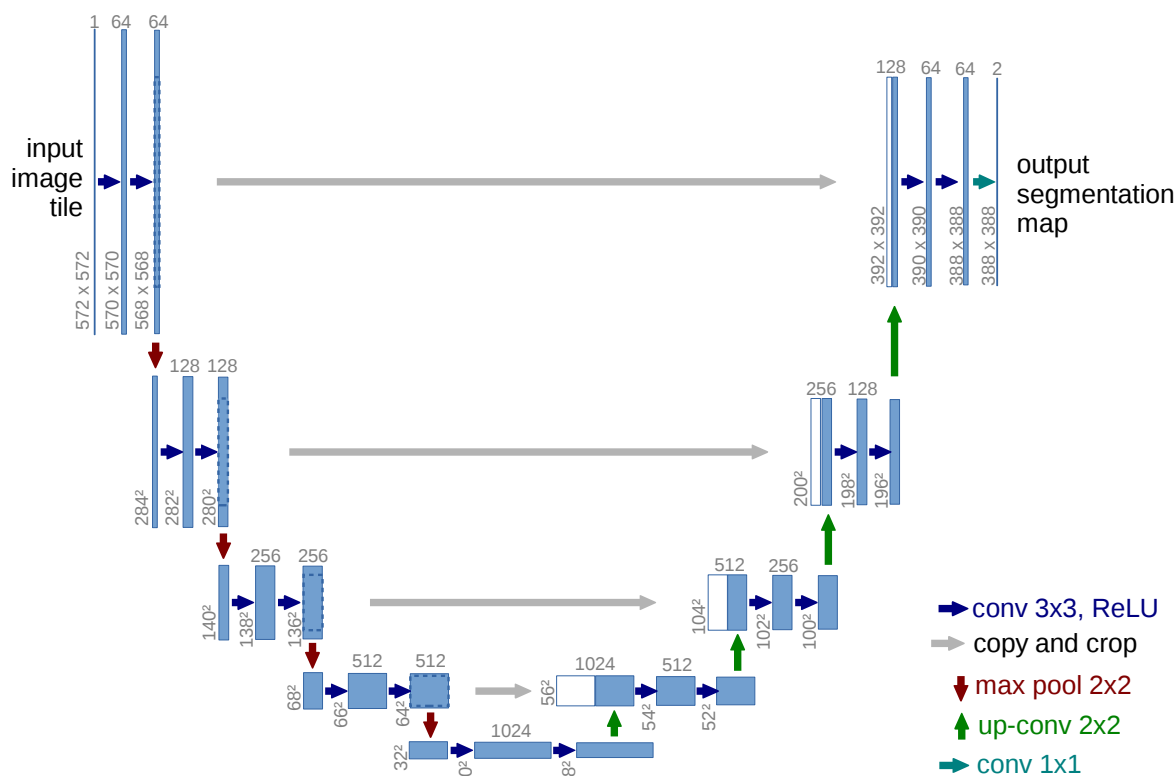 1 64 64
input
image
tile
572 x 572
570 x 570
568 x 568
128 64 64 2
output
segmentation
map
392 x 392
390 x 390
388 x 388
388 x 388
128 128
284²
282²
280²
256 128
200²
198²
196²
256 256
140²
138²
136²
512 256
104²
102²
100²
512 512
68²
66²
64²
1024 512
56²
54²
52²
1024
32²
0²
8²
conv 3x3, ReLU
copy and crop
max pool 2x2
up-conv 2x2
conv 1x1